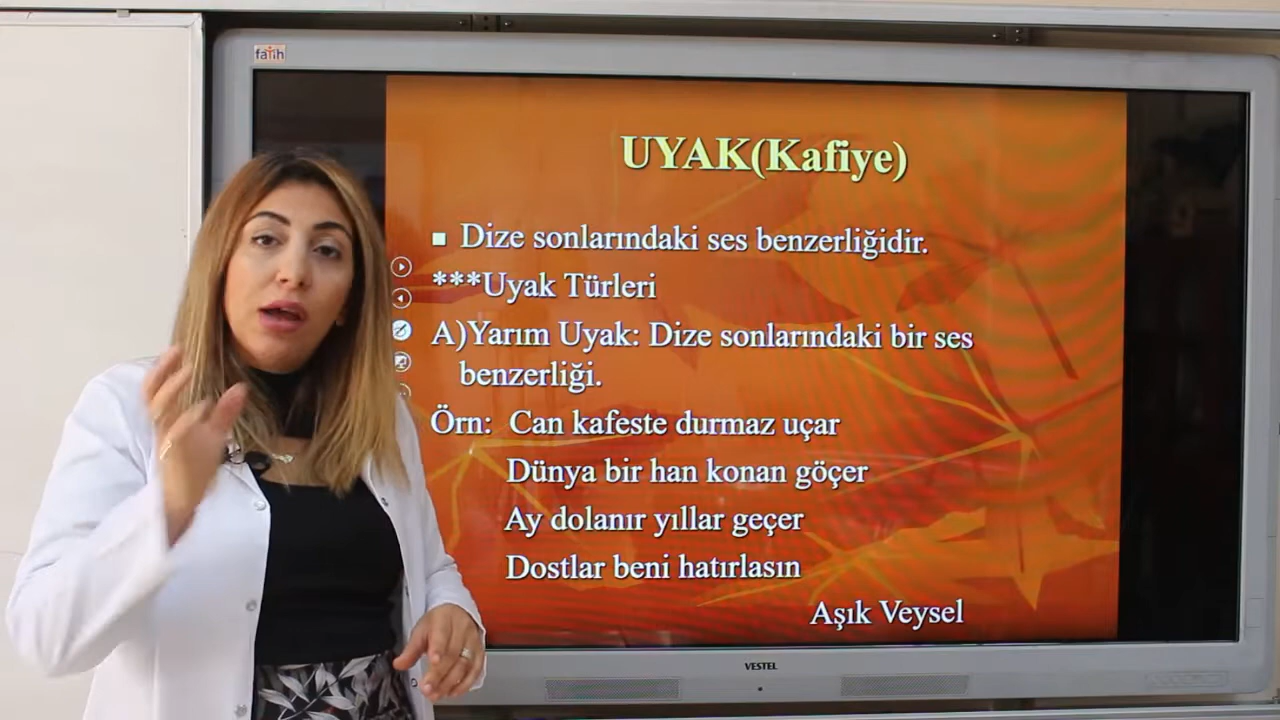 fatih
UYAK(Kafiye)
Dize sonlarındaki ses benzerliğidir.
***Uyak Türleri
A)Yarım Uyak: Dize sonlarındaki bir ses
benzerliği.
Örn: Can kafeste durmaz uçar
Dünya bir han konan göçer
Ay dolanır yıllar geçer
Dostlar beni hatırlasın
Aşık Veysel
VESTEL